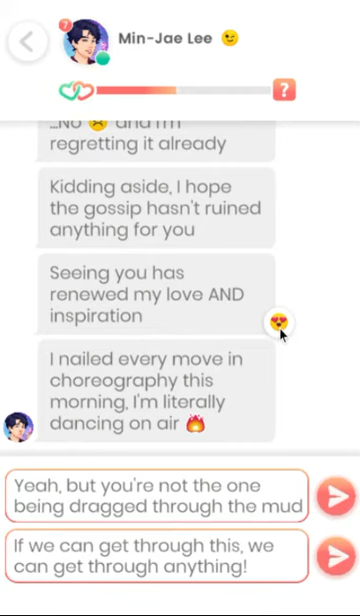 7
Min-Jae Lee 😉
?
...No 😠 and I'm
regretting it already
Kidding aside, I hope
the gossip hasn't ruined
anything for you
Seeing you has
renewed my love AND
inspiration
I nailed every move in
choreography this
morning, I'm literally
dancing on air 🔥
Yeah, but you're not the one
being dragged through the mud
If we can get through this, we
can get through anything!